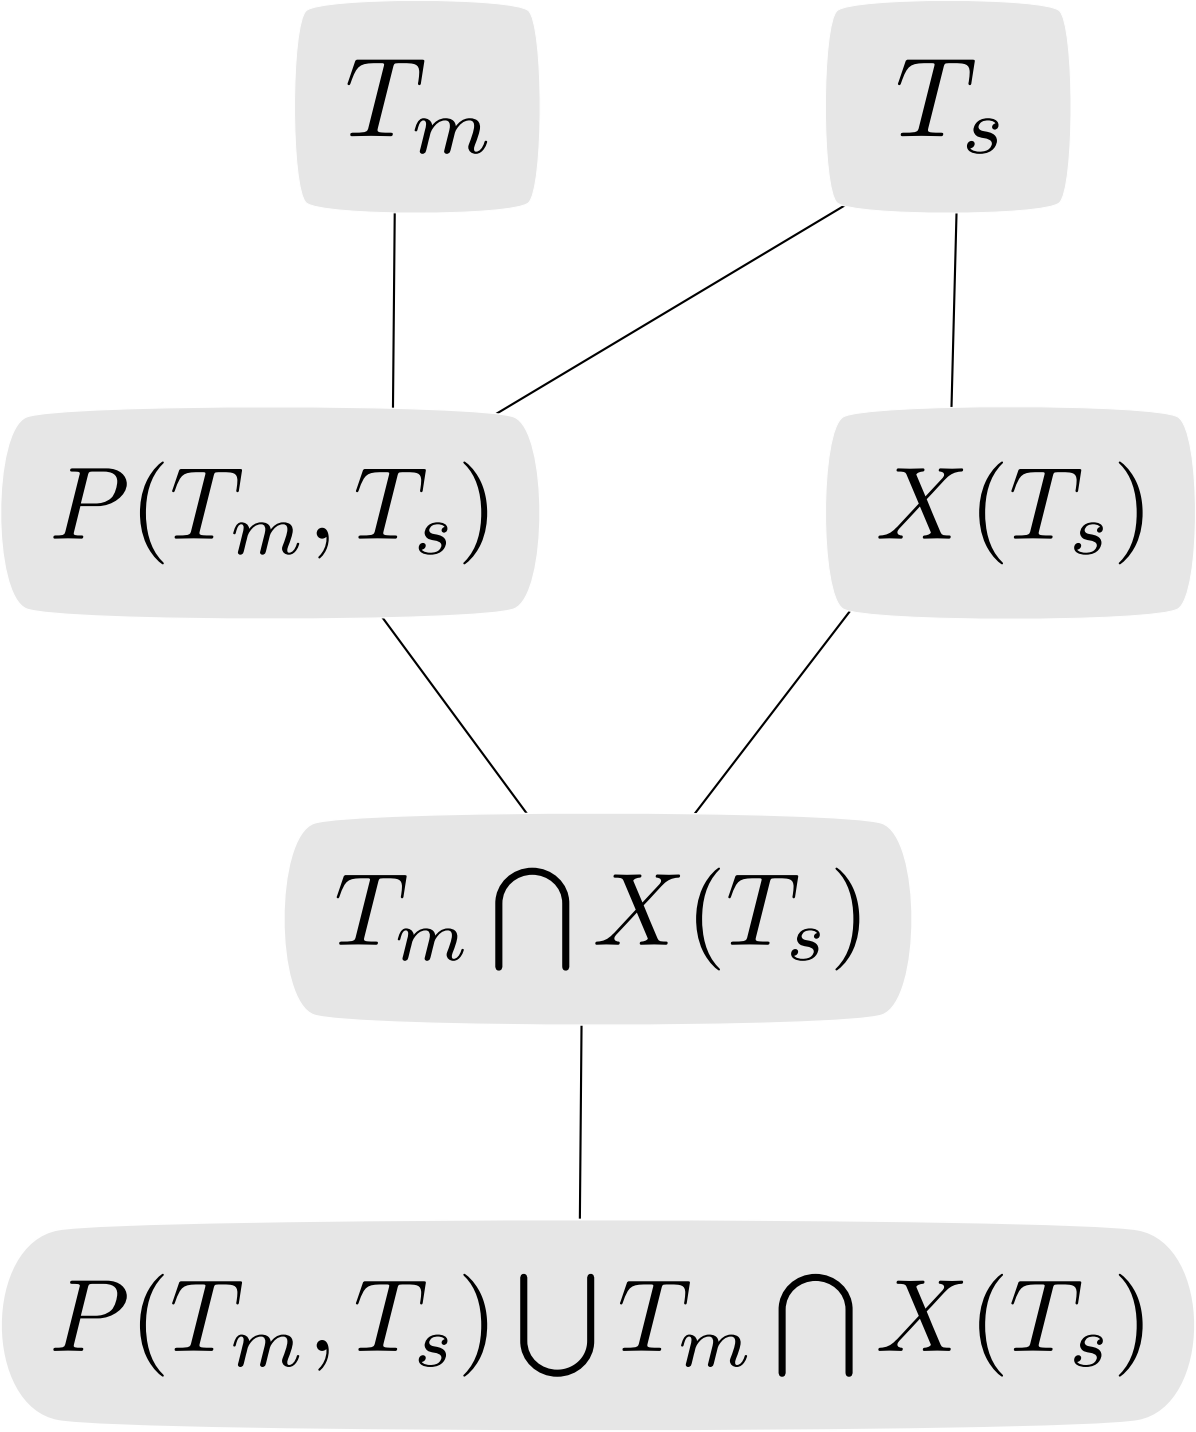 T_m
T_s
P(T_m, T_s)
X(T_s)
T_m ⋂ X(T_s)
P(T_m, T_s) ⋃ T_m ⋂ X(T_s)